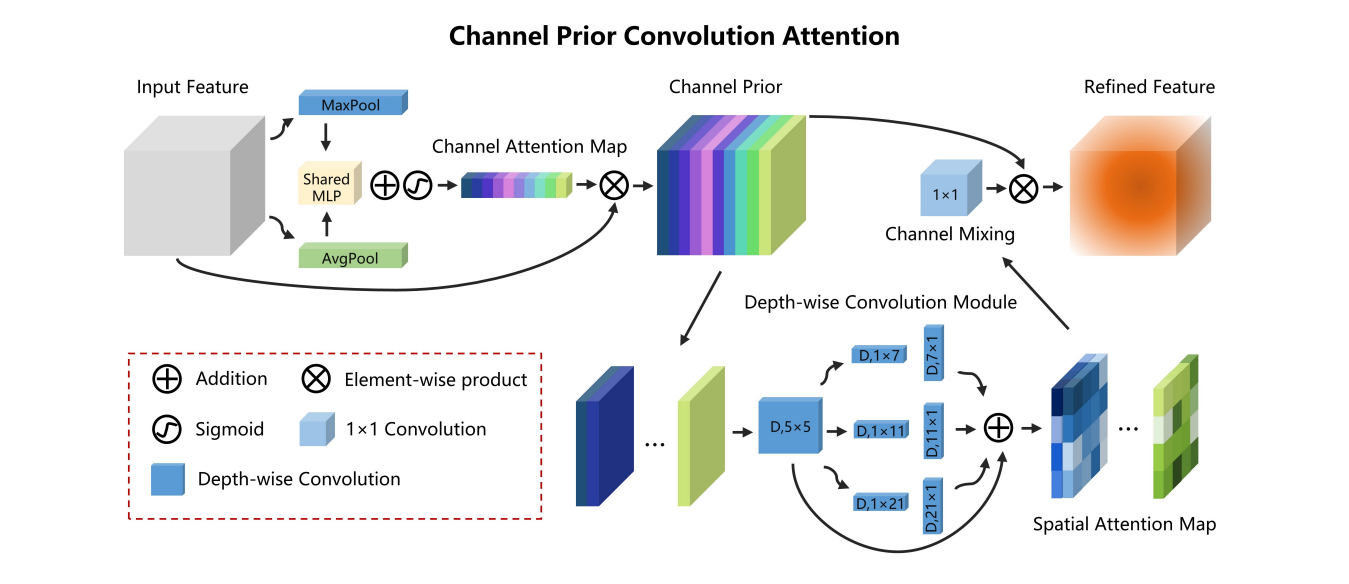 Channel Prior Convolution Attention
Input Feature
MaxPool
Shared
MLP
AvgPool
Channel Attention Map
Channel Prior
1×1
Channel Mixing
Refined Feature
Depth-wise Convolution Module
D,5×5
D,1×7
D,7×1
D,1×11
D,11×1
D,1×21
D,21×1
...
...
Spatial Attention Map
Addition
Element-wise product
Sigmoid
1×1 Convolution
Depth-wise Convolution